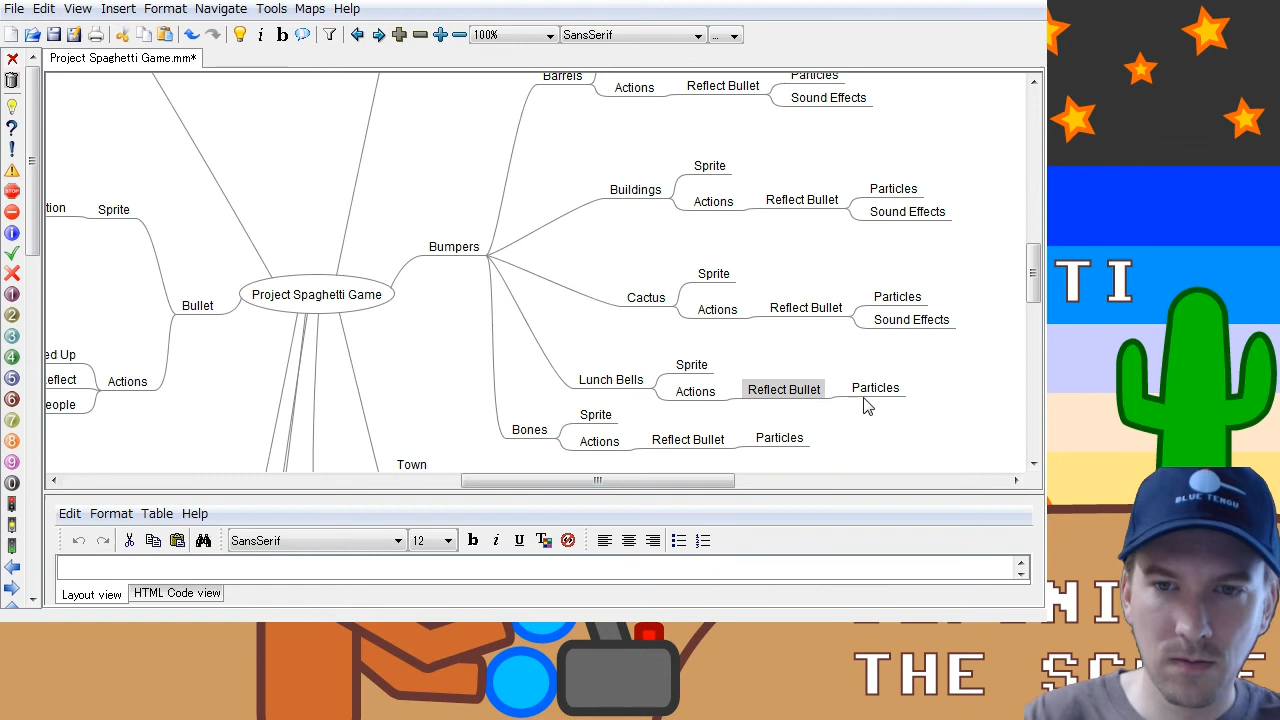 File Edit View Insert Format Navigate Tools Maps Help
100% SansSerif ...
Project Spaghetti Game.mm*
Barrels Actions Reflect Bullet Particles
Sound Effects
Sprite
Buildings Actions Reflect Bullet Particles
Sound Effects
tion Sprite
Bumpers
Sprite
Project Spaghetti Game
Cactus Actions Reflect Bullet Particles
Sound Effects
Bullet
ed Up
Sprite
Lunch Bells Actions Reflect Bullet Particles
eflect Actions
eople
Sprite
Bones Actions Reflect Bullet Particles
Town
Edit Format Table Help
SansSerif 12
Layout view HTML Code view
TI
THE
BLUE TENGU